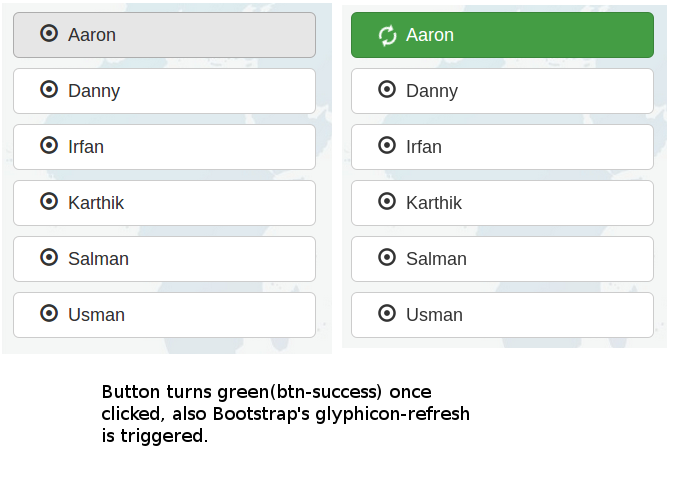 Aaron
Danny
Irfan
Karthik
Salman
Usman
Aaron
Danny
Irfan
Karthik
Salman
Usman
Button turns green(btn-success) once
clicked, also Bootstrap's glyphicon-refresh
is triggered.